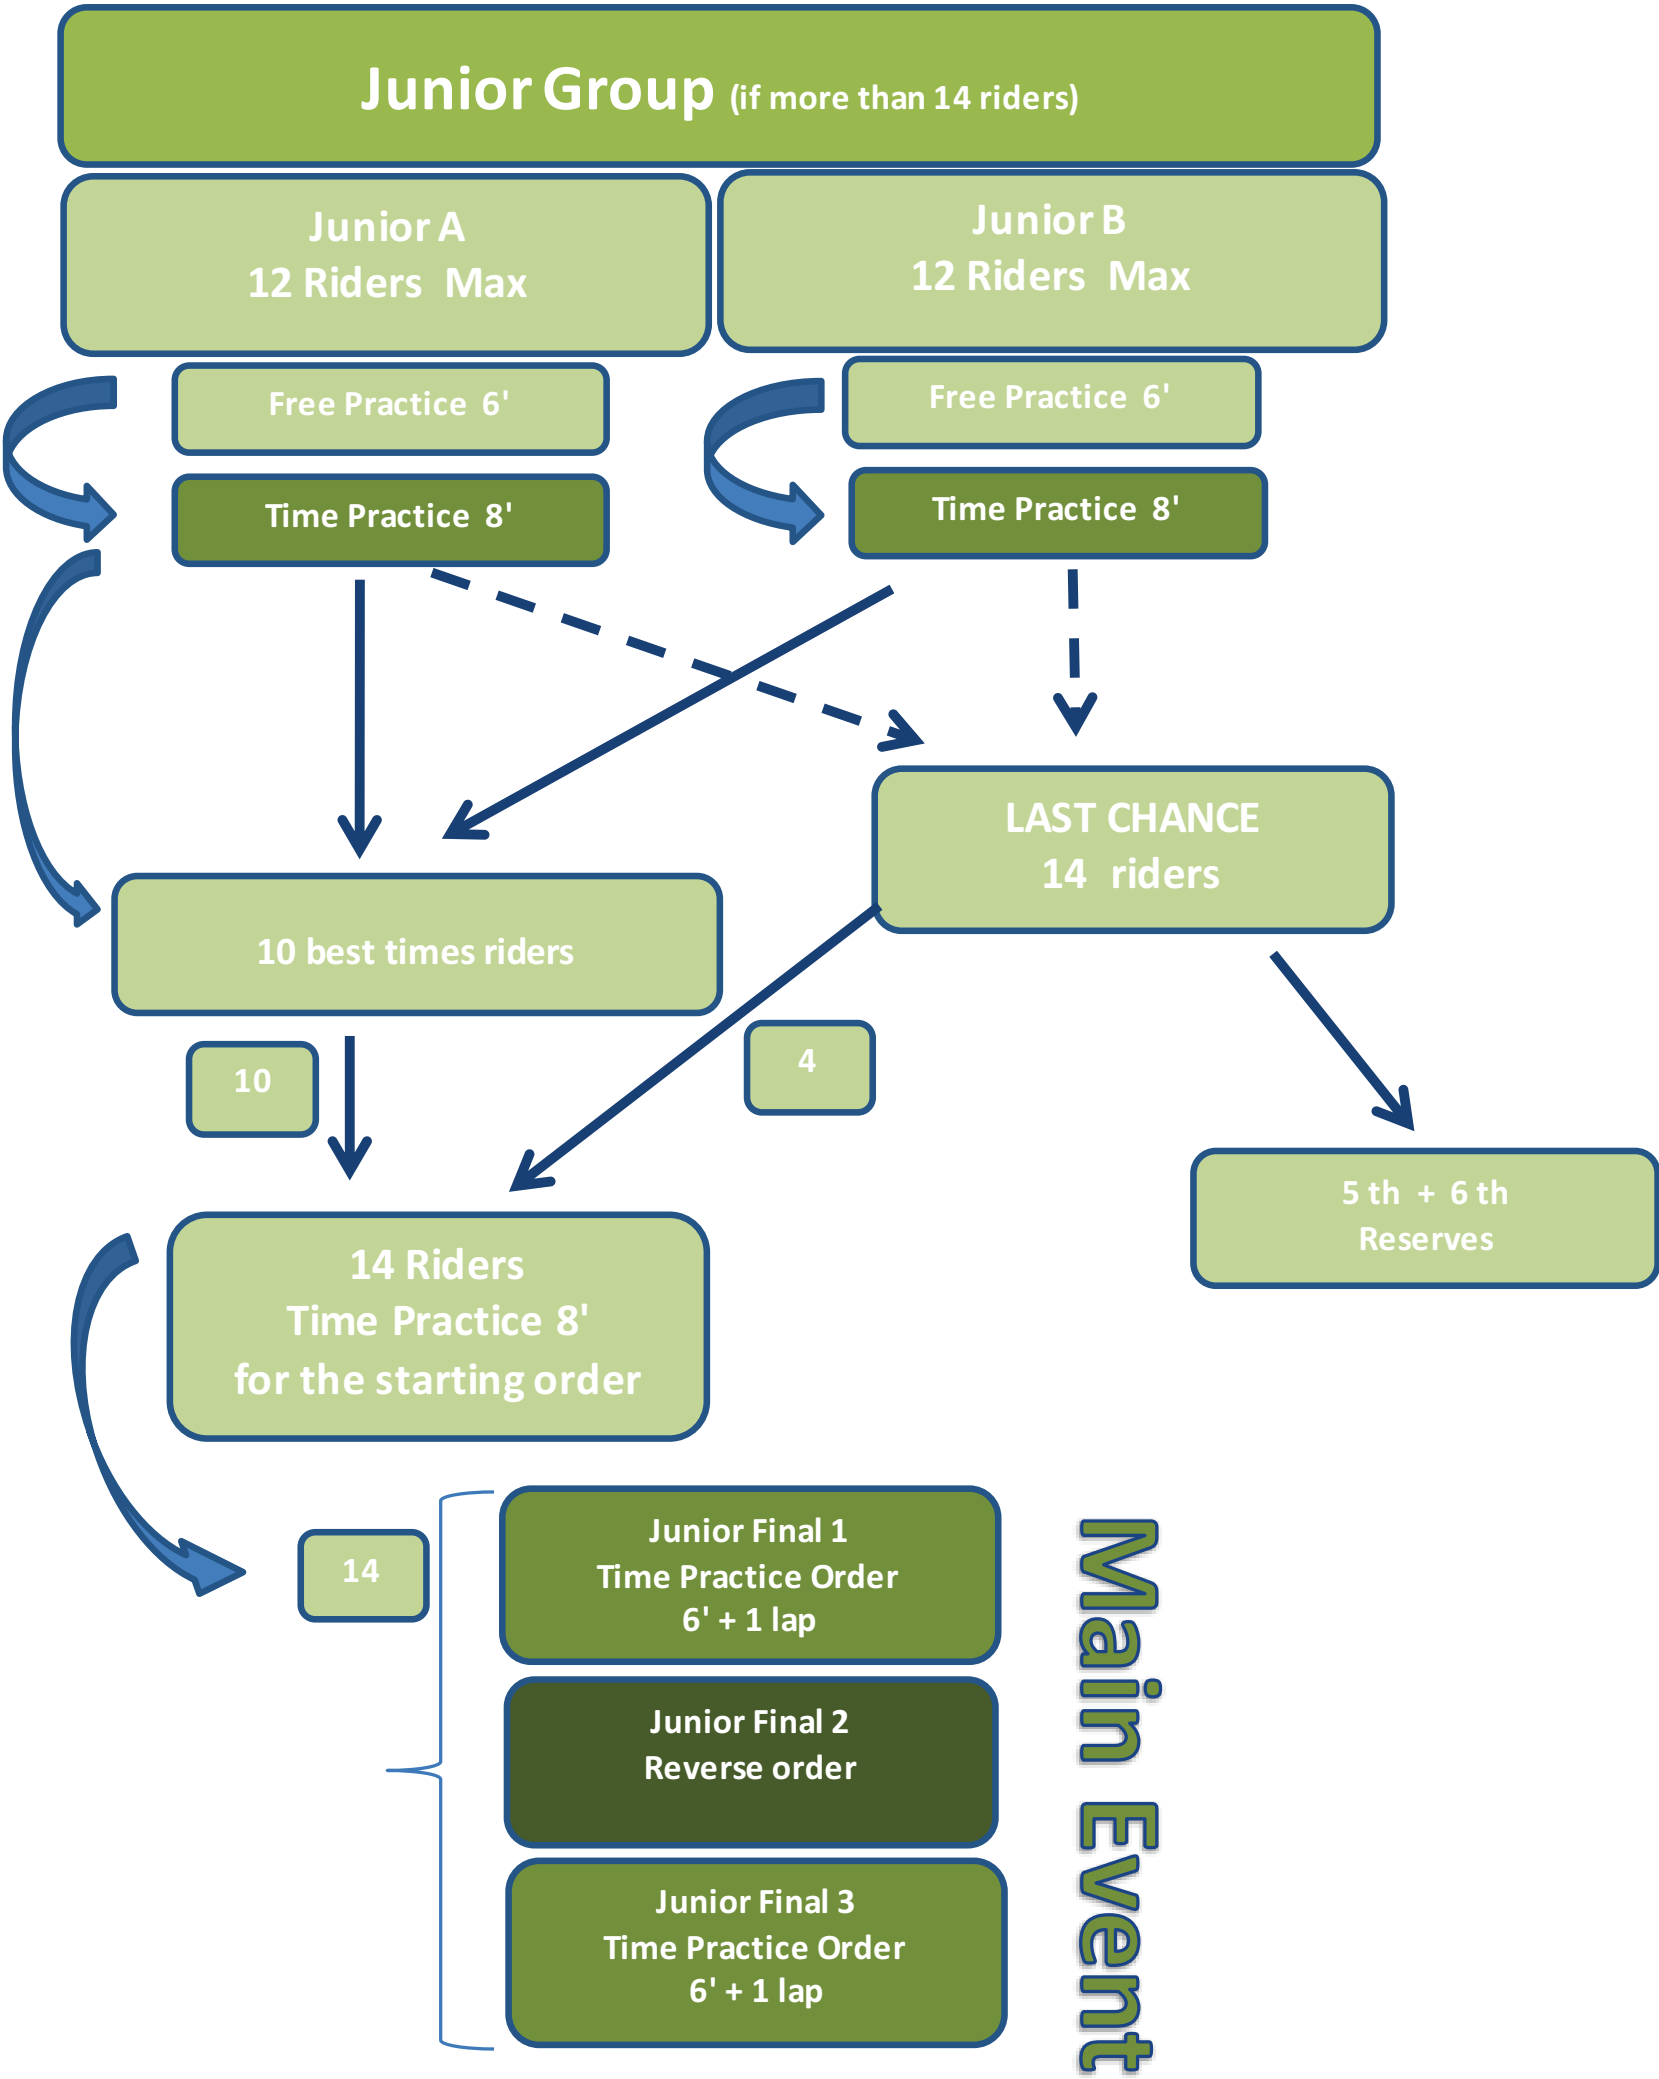 Junior Group (if more than 14 riders)
Junior A
12 Riders Max
Junior B
12 Riders Max
Free Practice 6'
Free Practice 6'
Time Practice 8'
Time Practice 8'
LAST CHANCE
14 riders
10 best times riders
10
4
5 th + 6 th
Reserves
14 Riders
Time Practice 8'
for the starting order
14
Junior Final 1
Time Practice Order
6' + 1 lap
Junior Final 2
Reverse order
Junior Final 3
Time Practice Order
6' + 1 lap
Main Event